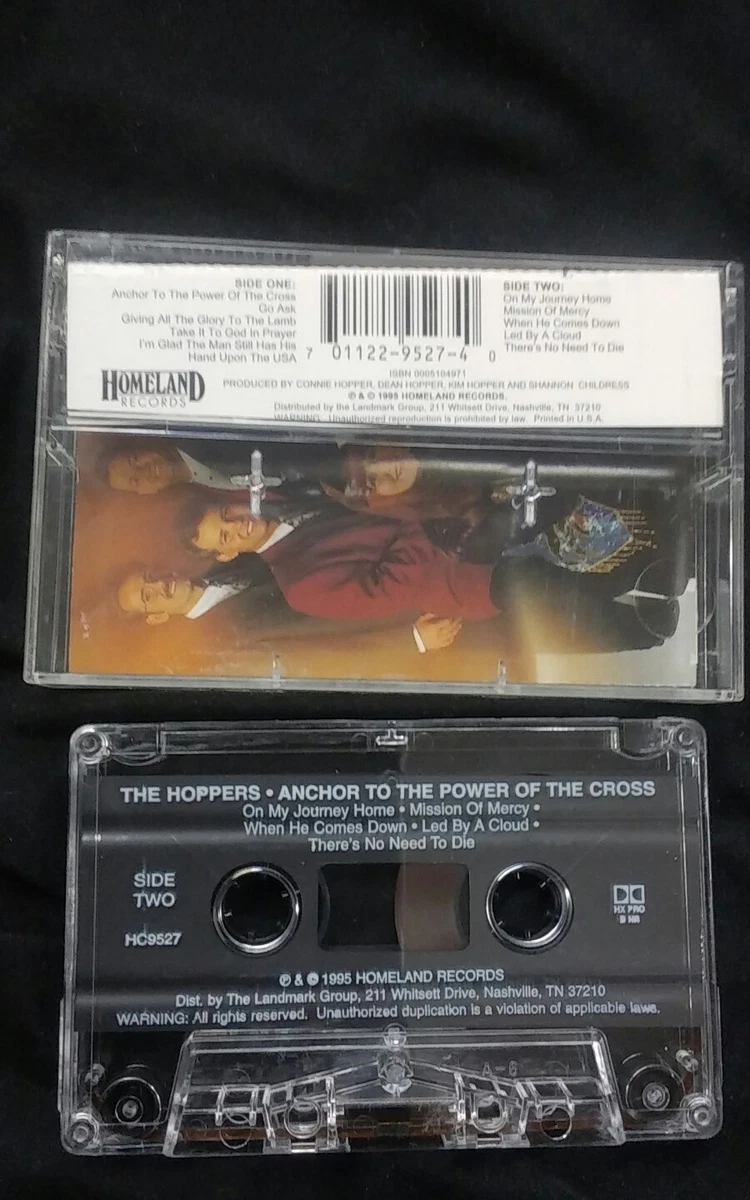 SIDE ONE:
Anchor To The Power Of The Cross
Go Ask
Giving All The Glory To The Lamb
Take It To God In Prayer
I'm Glad The Man Still Has His
Hand Upon The USA
7 01122-9527-4 0
SIDE TWO:
On My Journey Home
Mission Of Mercy
When He Comes Down
Led By A Cloud
There's No Need To Die
HOMELAND
RECORDS
ISBN 0005104971
PRODUCED BY CONNIE HOPPER, DEAN HOPPER, KIM HOPPER AND SHANNON CHILDRESS
℗ & © 1995 HOMELAND RECORDS.
Distributed by the Landmark Group, 211 Whitsett Drive, Nashville, TN 37210
WARNING: Unauthorized reproduction is prohibited by law. Printed in U.S.A.
THE HOPPERS • ANCHOR TO THE POWER OF THE CROSS
On My Journey Home • Mission Of Mercy •
When He Comes Down • Led By A Cloud •
There's No Need To Die
SIDE
TWO
HC9527
HX PRO
B NR
℗ & © 1995 HOMELAND RECORDS
Dist. by The Landmark Group, 211 Whitsett Drive, Nashville, TN 37210
WARNING: All rights reserved. Unauthorized duplication is a violation of applicable laws.